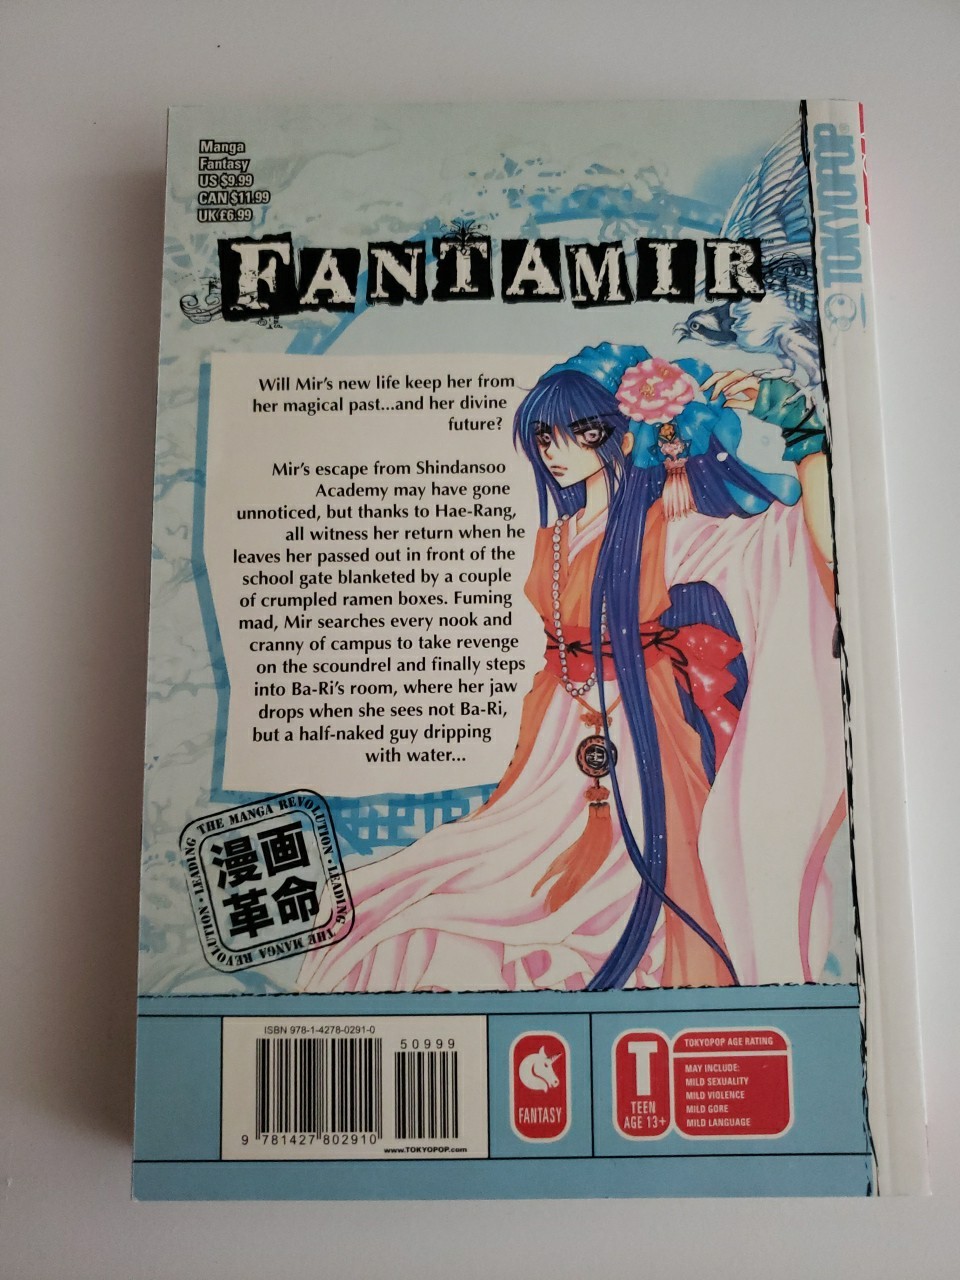 Manga
Fantasy
US $9.99
CAN $11.99
UK £6.99
TOKYOPOP®
FANTAMIR™
Will Mir's new life keep her from
her magical past...and her divine
future?
Mir's escape from Shindansoo
Academy may have gone
unnoticed, but thanks to Hae-Rang,
all witness her return when he
leaves her passed out in front of the
school gate blanketed by a couple
of crumpled ramen boxes. Fuming
mad, Mir searches every nook and
cranny of campus to take revenge
on the scoundrel and finally steps
into Ba-Ri's room, where her jaw
drops when she sees not Ba-Ri,
but a half-naked guy dripping
with water...
LEADING THE MANGA REVOLUTION • LEADING THE MANGA REVOLUTION •
漫画
革命
ISBN 978-1-4278-0291-0
50999
9 781427 802910
www.TOKYOPOP.com
FANTASY
T
TEEN
AGE 13+
TOKYOPOP AGE RATING
MAY INCLUDE:
MILD SEXUALITY
MILD VIOLENCE
MILD GORE
MILD LANGUAGE